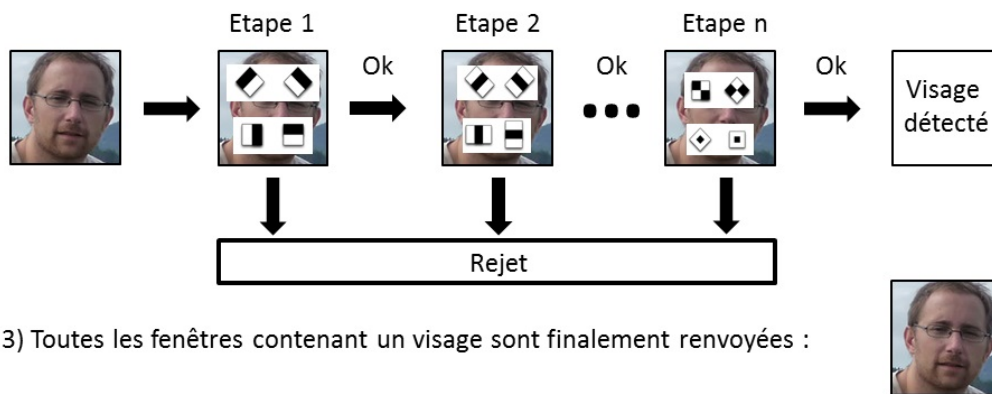 Etape 1
Etape 2
Etape n
Ok
Ok
Ok
Visage
détecté
Rejet
3) Toutes les fenêtres contenant un visage sont finalement renvoyées :